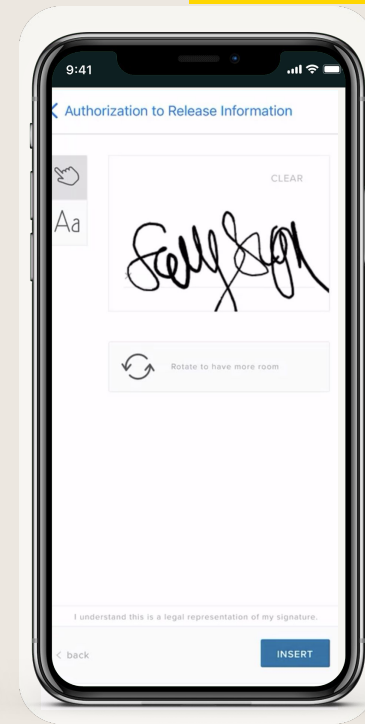 9:41
Authorization to Release Information
CLEAR
Aa
Rotate to have more room
I understand this is a legal representation of my signature.
< back
INSERT